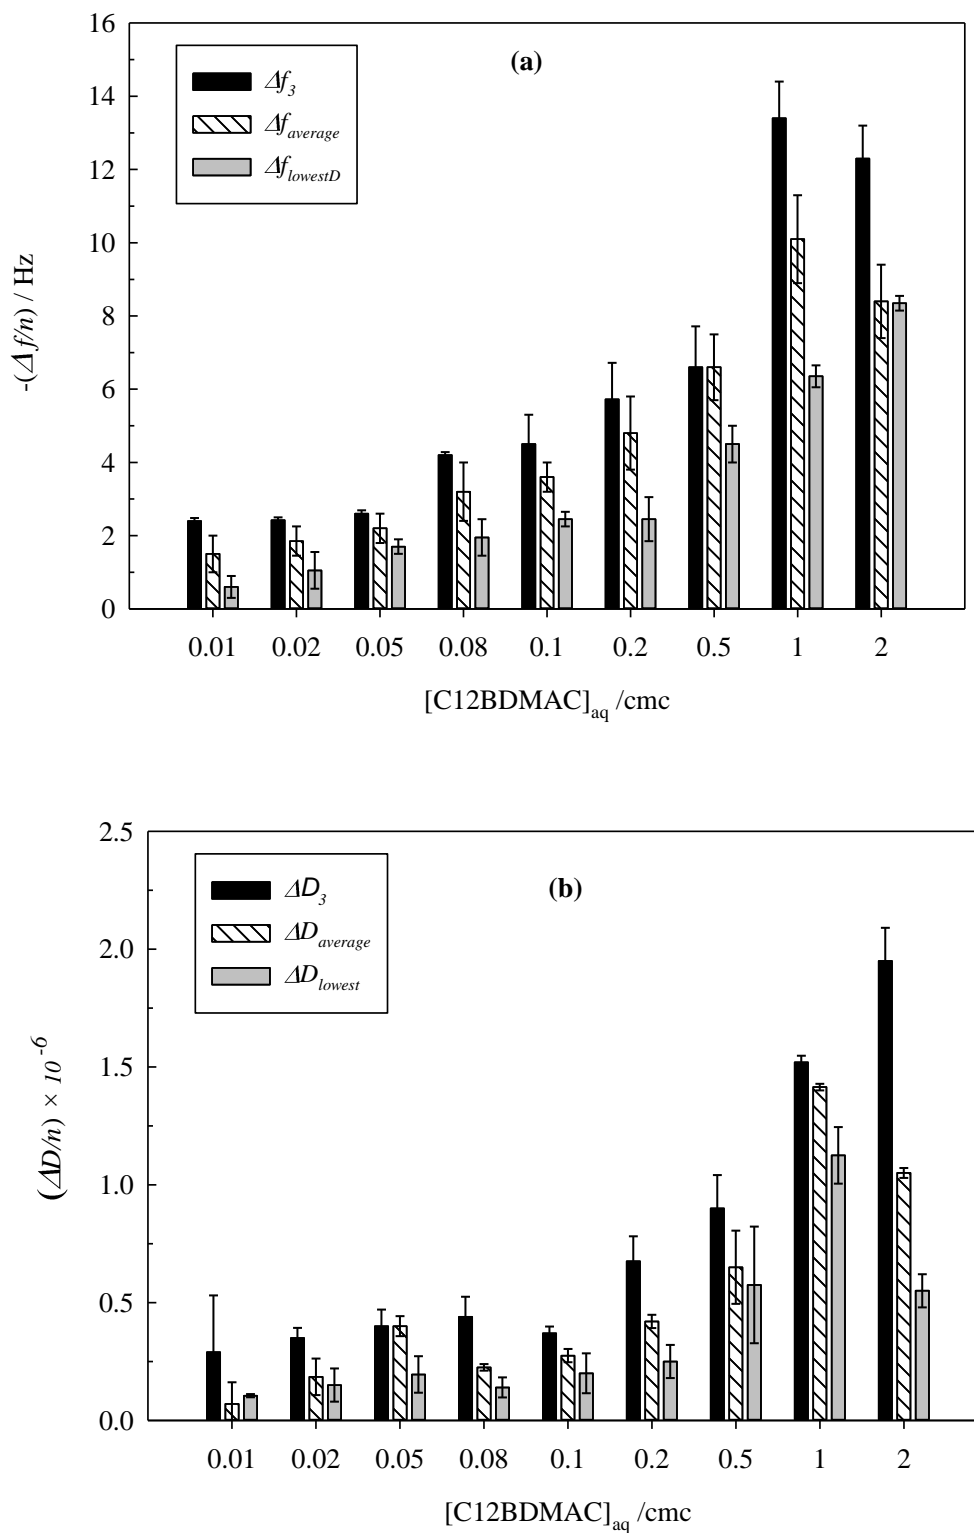 16
(a)
Δf3
14
Δfaverage
12
ΔflowestD
10
-(Δf/n) / Hz
8
6
4
2
0
0.01 0.02 0.05 0.08 0.1 0.2 0.5 1 2
[C12BDMAC]aq /cmc
2.5
ΔD3
(b)
ΔDaverage
2.0
ΔDlowest
(ΔD/n) × 10-6
1.5
1.0
0.5
0.0
0.01 0.02 0.05 0.08 0.1 0.2 0.5 1 2
[C12BDMAC]aq /cmc